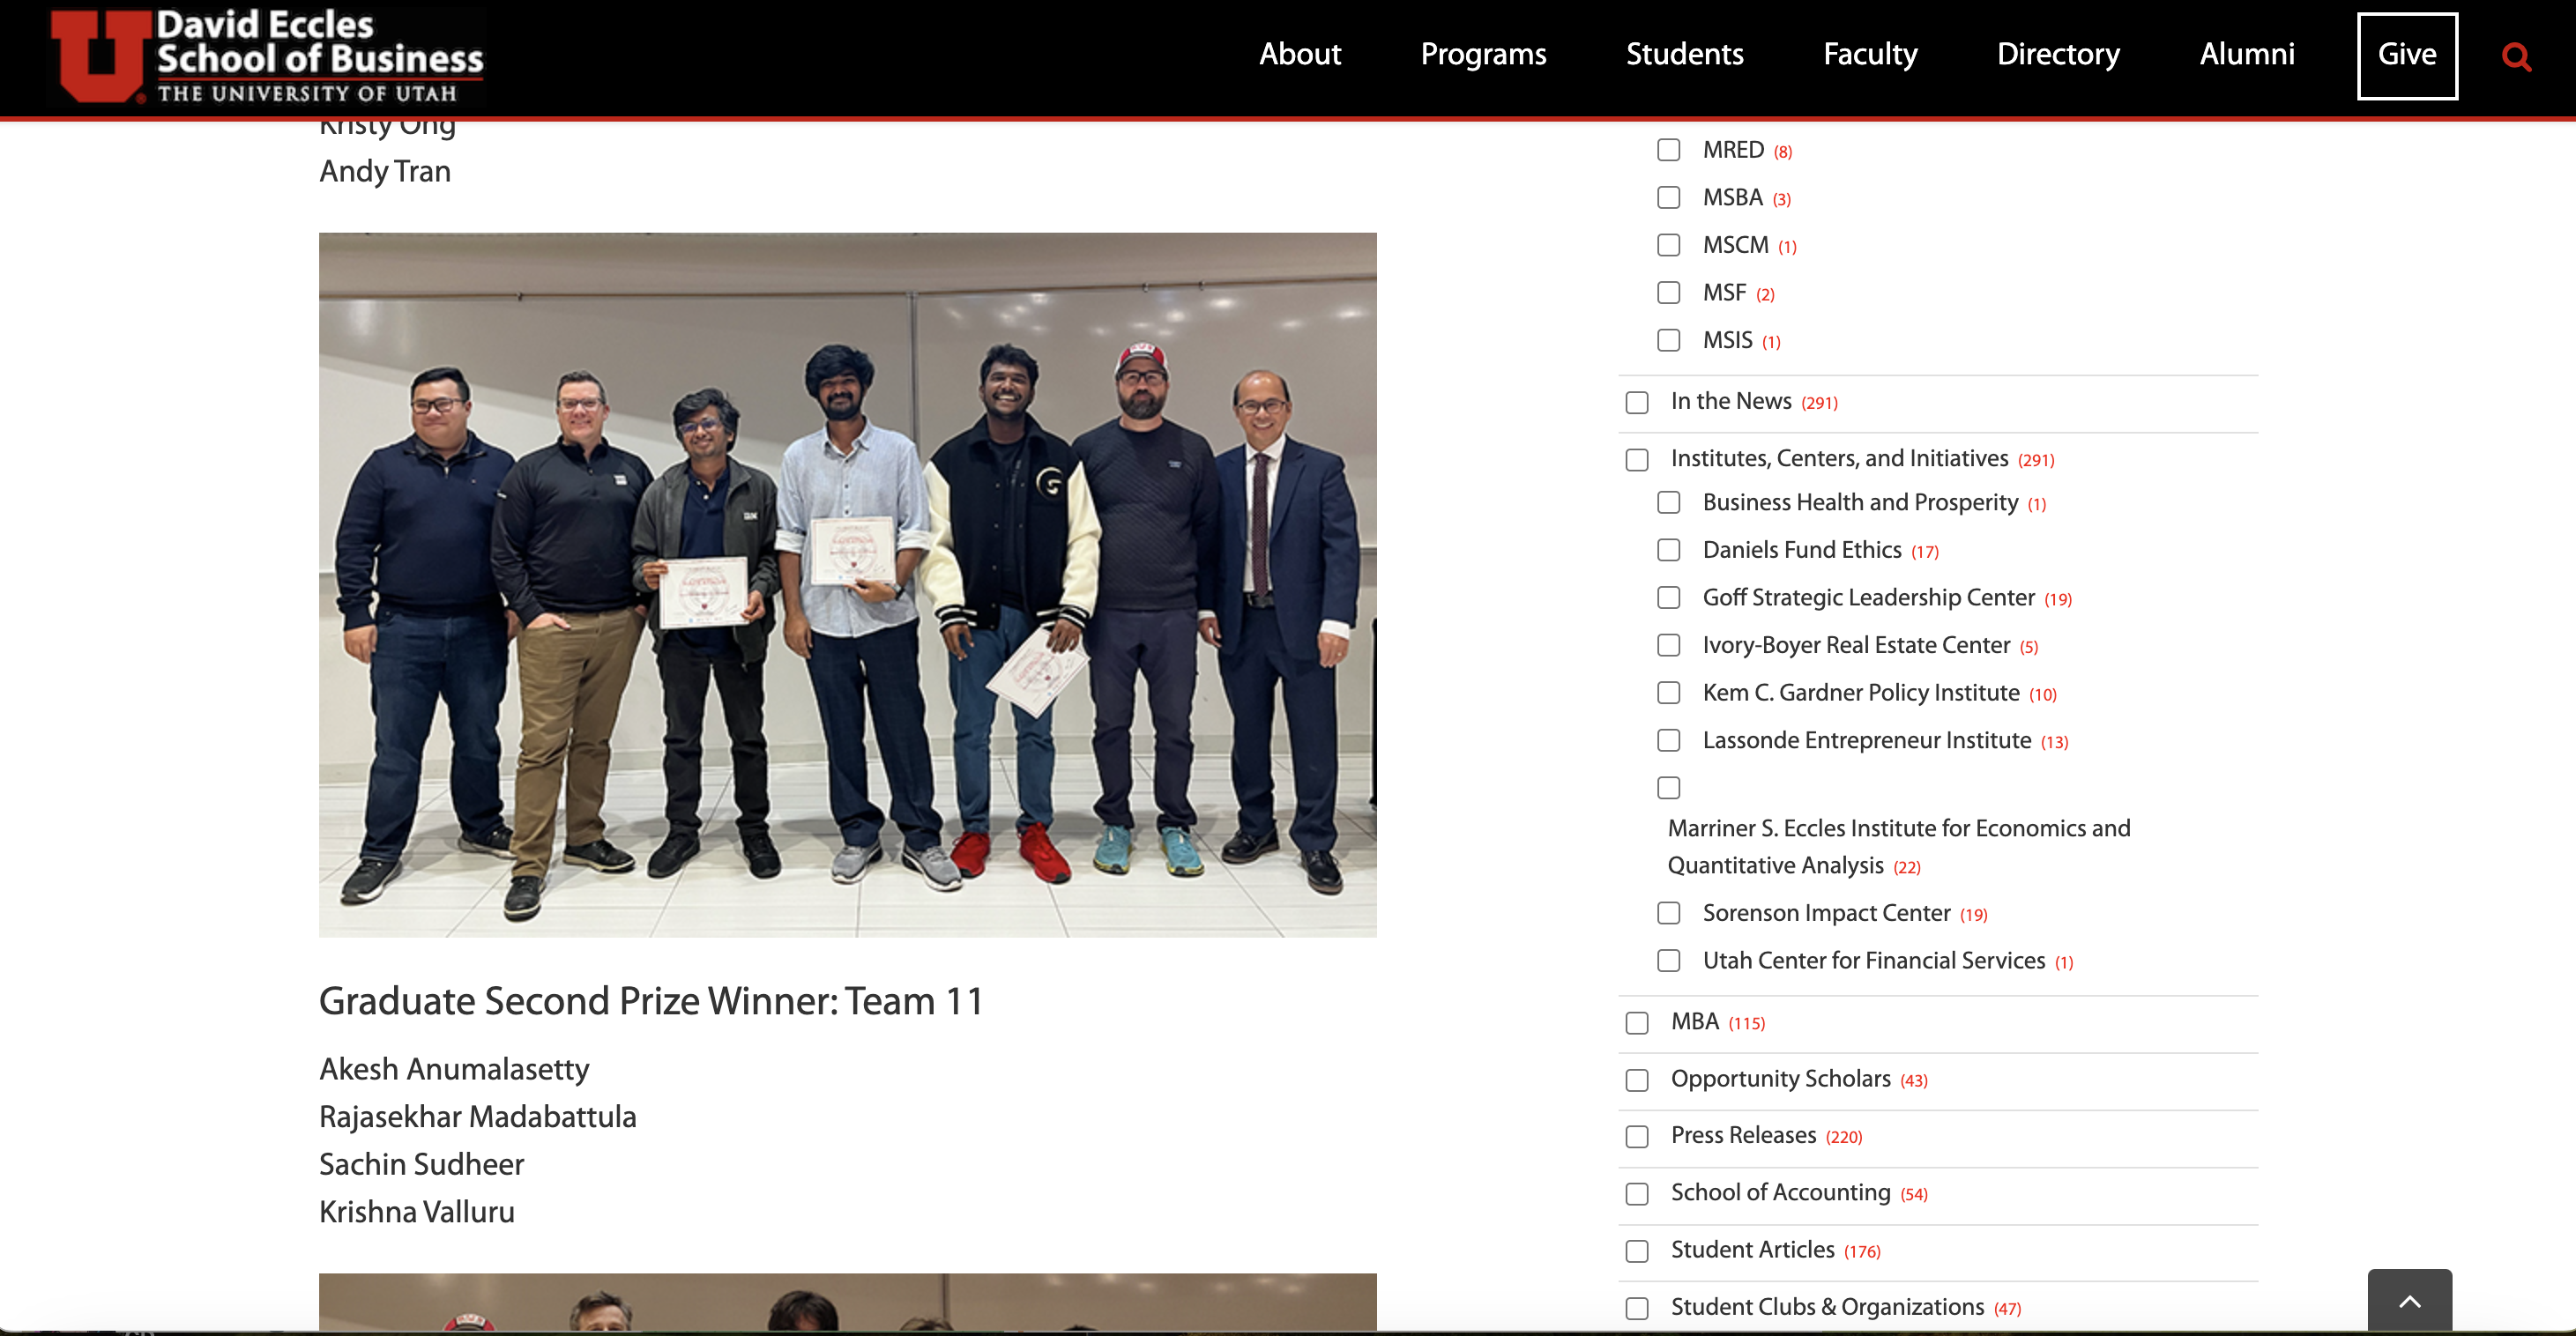 David Eccles
School of Business
THE UNIVERSITY OF UTAH
About
Programs
Students
Faculty
Directory
Alumni
Give
Kristy Ong
Andy Tran
Graduate Second Prize Winner: Team 11
Akesh Anumalasetty
Rajasekhar Madabattula
Sachin Sudheer
Krishna Valluru
MRED (8)
MSBA (3)
MSCM (1)
MSF (2)
MSIS (1)
In the News (291)
Institutes, Centers, and Initiatives (291)
Business Health and Prosperity (1)
Daniels Fund Ethics (17)
Goff Strategic Leadership Center (19)
Ivory-Boyer Real Estate Center (5)
Kem C. Gardner Policy Institute (10)
Lassonde Entrepreneur Institute (13)
Marriner S. Eccles Institute for Economics and
Quantitative Analysis (22)
Sorenson Impact Center (19)
Utah Center for Financial Services (1)
MBA (115)
Opportunity Scholars (43)
Press Releases (220)
School of Accounting (54)
Student Articles (176)
Student Clubs & Organizations (47)